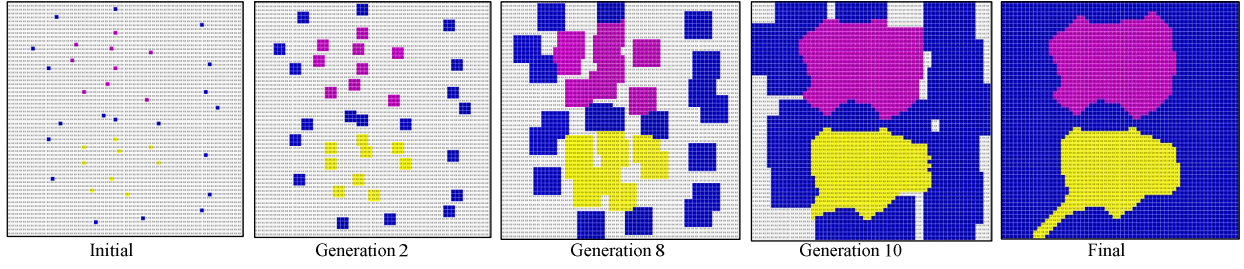 Initial
Generation 2
Generation 8
Generation 10
Final